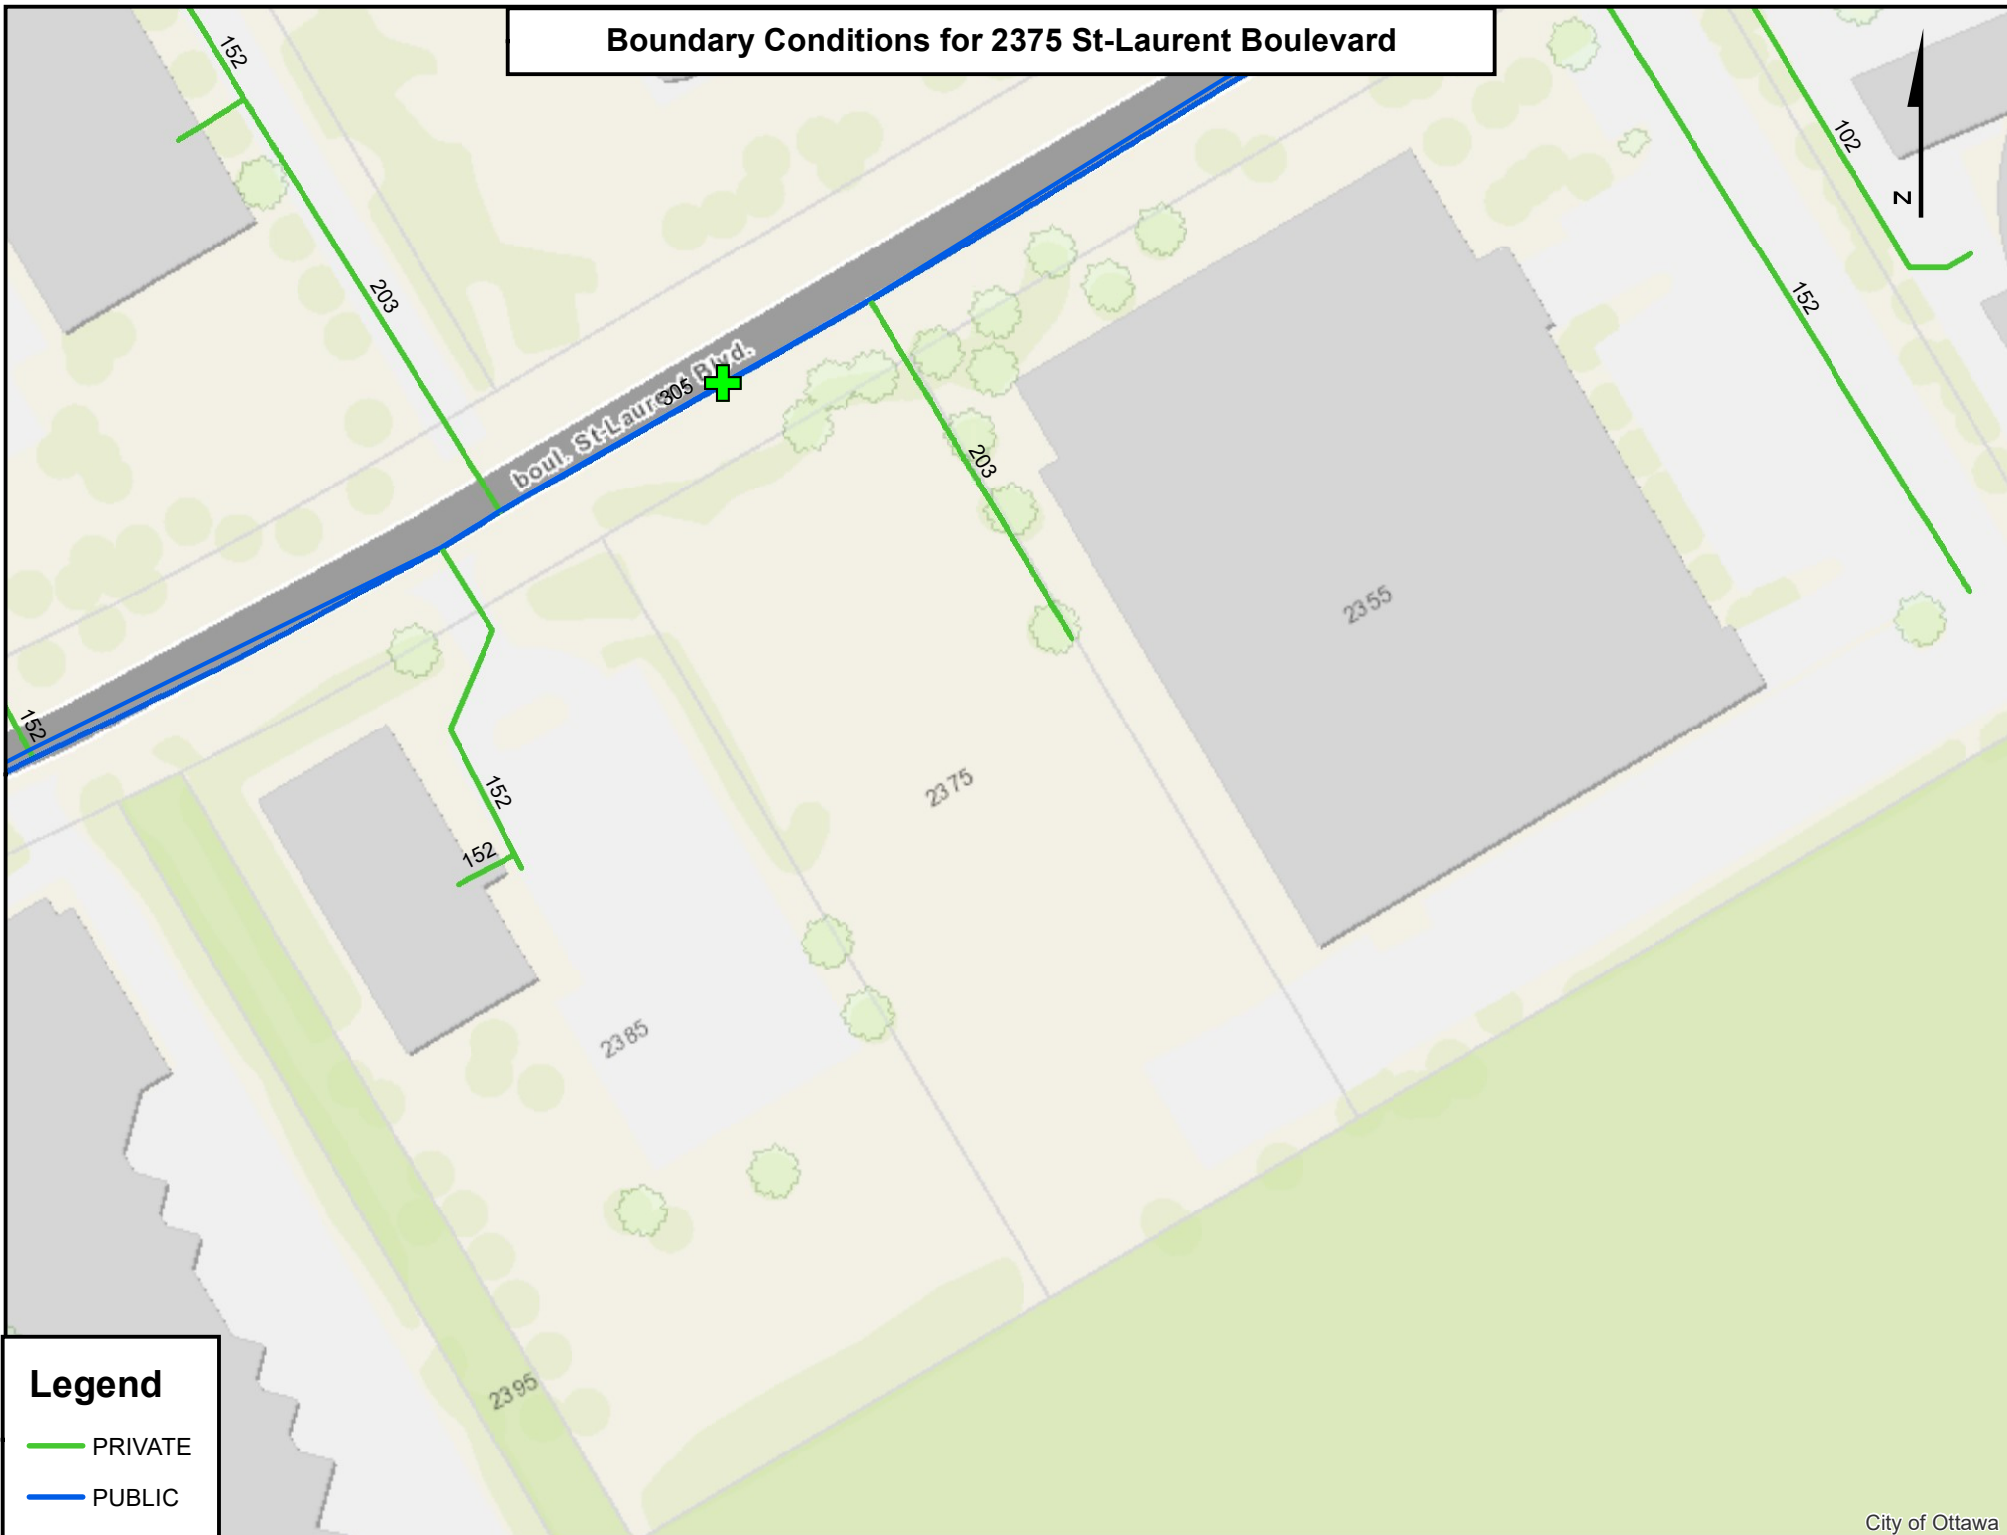 Boundary Conditions for 2375 St-Laurent Boulevard
152
102
N
203
152
boul. St-Laurent Blvd.
305
203
2355
152
2375
152
152
2385
2395
Legend
PRIVATE
PUBLIC
City of Ottawa